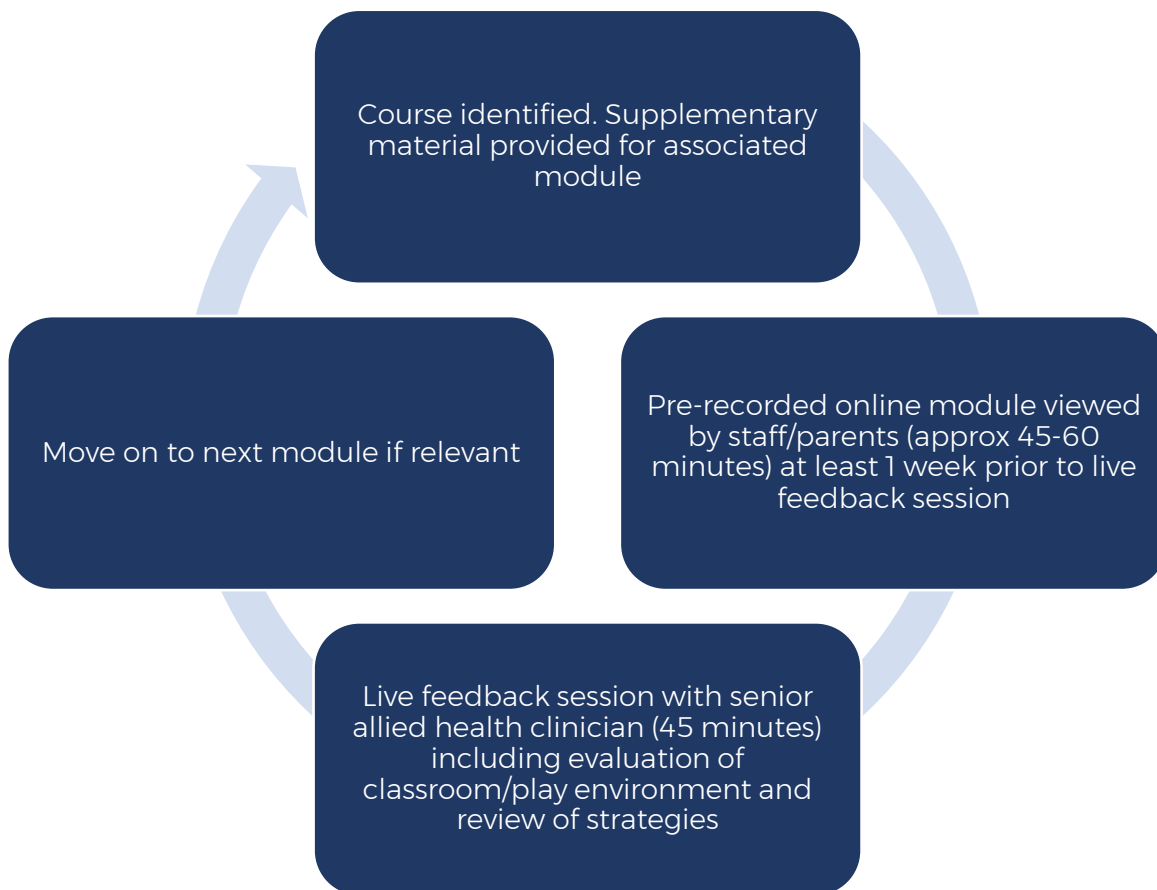 Course identified. Supplementary
material provided for associated
module
Pre-recorded online module viewed
by staff/parents (approx 45-60
minutes) at least 1 week prior to live
feedback session
Live feedback session with senior
allied health clinician (45 minutes)
including evaluation of
classroom/play environment and
review of strategies
Move on to next module if relevant